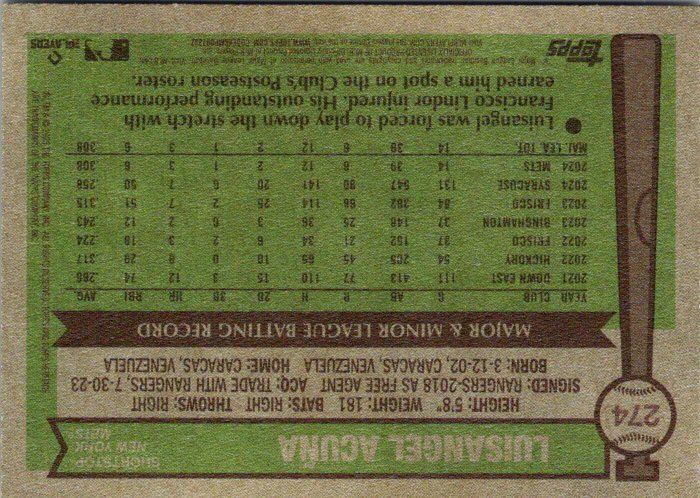 274
LUISANGEL ACUÑA
SHORTSTOP
NEW YORK
METS
HEIGHT: 5'8" WEIGHT: 181 BATS: RIGHT THROWS: RIGHT
SIGNED: RANGERS-2018 AS FREE AGENT ACQ: TRADE WITH RANGERS, 7-30-23
BORN: 3-12-02, CARACAS, VENEZUELA HOME: CARACAS, VENEZUELA
MAJOR & MINOR LEAGUE BATTING RECORD
YEAR CLUB G AB R H 2B 3B HR RBI AVG
2021 DOWN EAST 111 413 77 110 15 3 12 74 .266
2022 HICKORY 54 205 45 65 10 0 8 29 .317
2022 FRISCO 37 152 21 34 6 2 3 18 .224
2023 BINGHAMTON 37 148 25 36 3 2 12 .243
2023 FRISCO 84 362 68 114 25 2 7 51 .315
2024 SYRACUSE 131 547 90 141 20 6 7 50 .258
2024 METS 14 39 6 12 2 1 3 6 .308
MAJ. LEA. TOT. 14 39 6 12 2 1 3 6 .308
Luisangel was forced to play down the stretch with
Francisco Lindor injured. His outstanding performance
earned him a spot on the Club's Postseason roster.
topps
PLAYERS